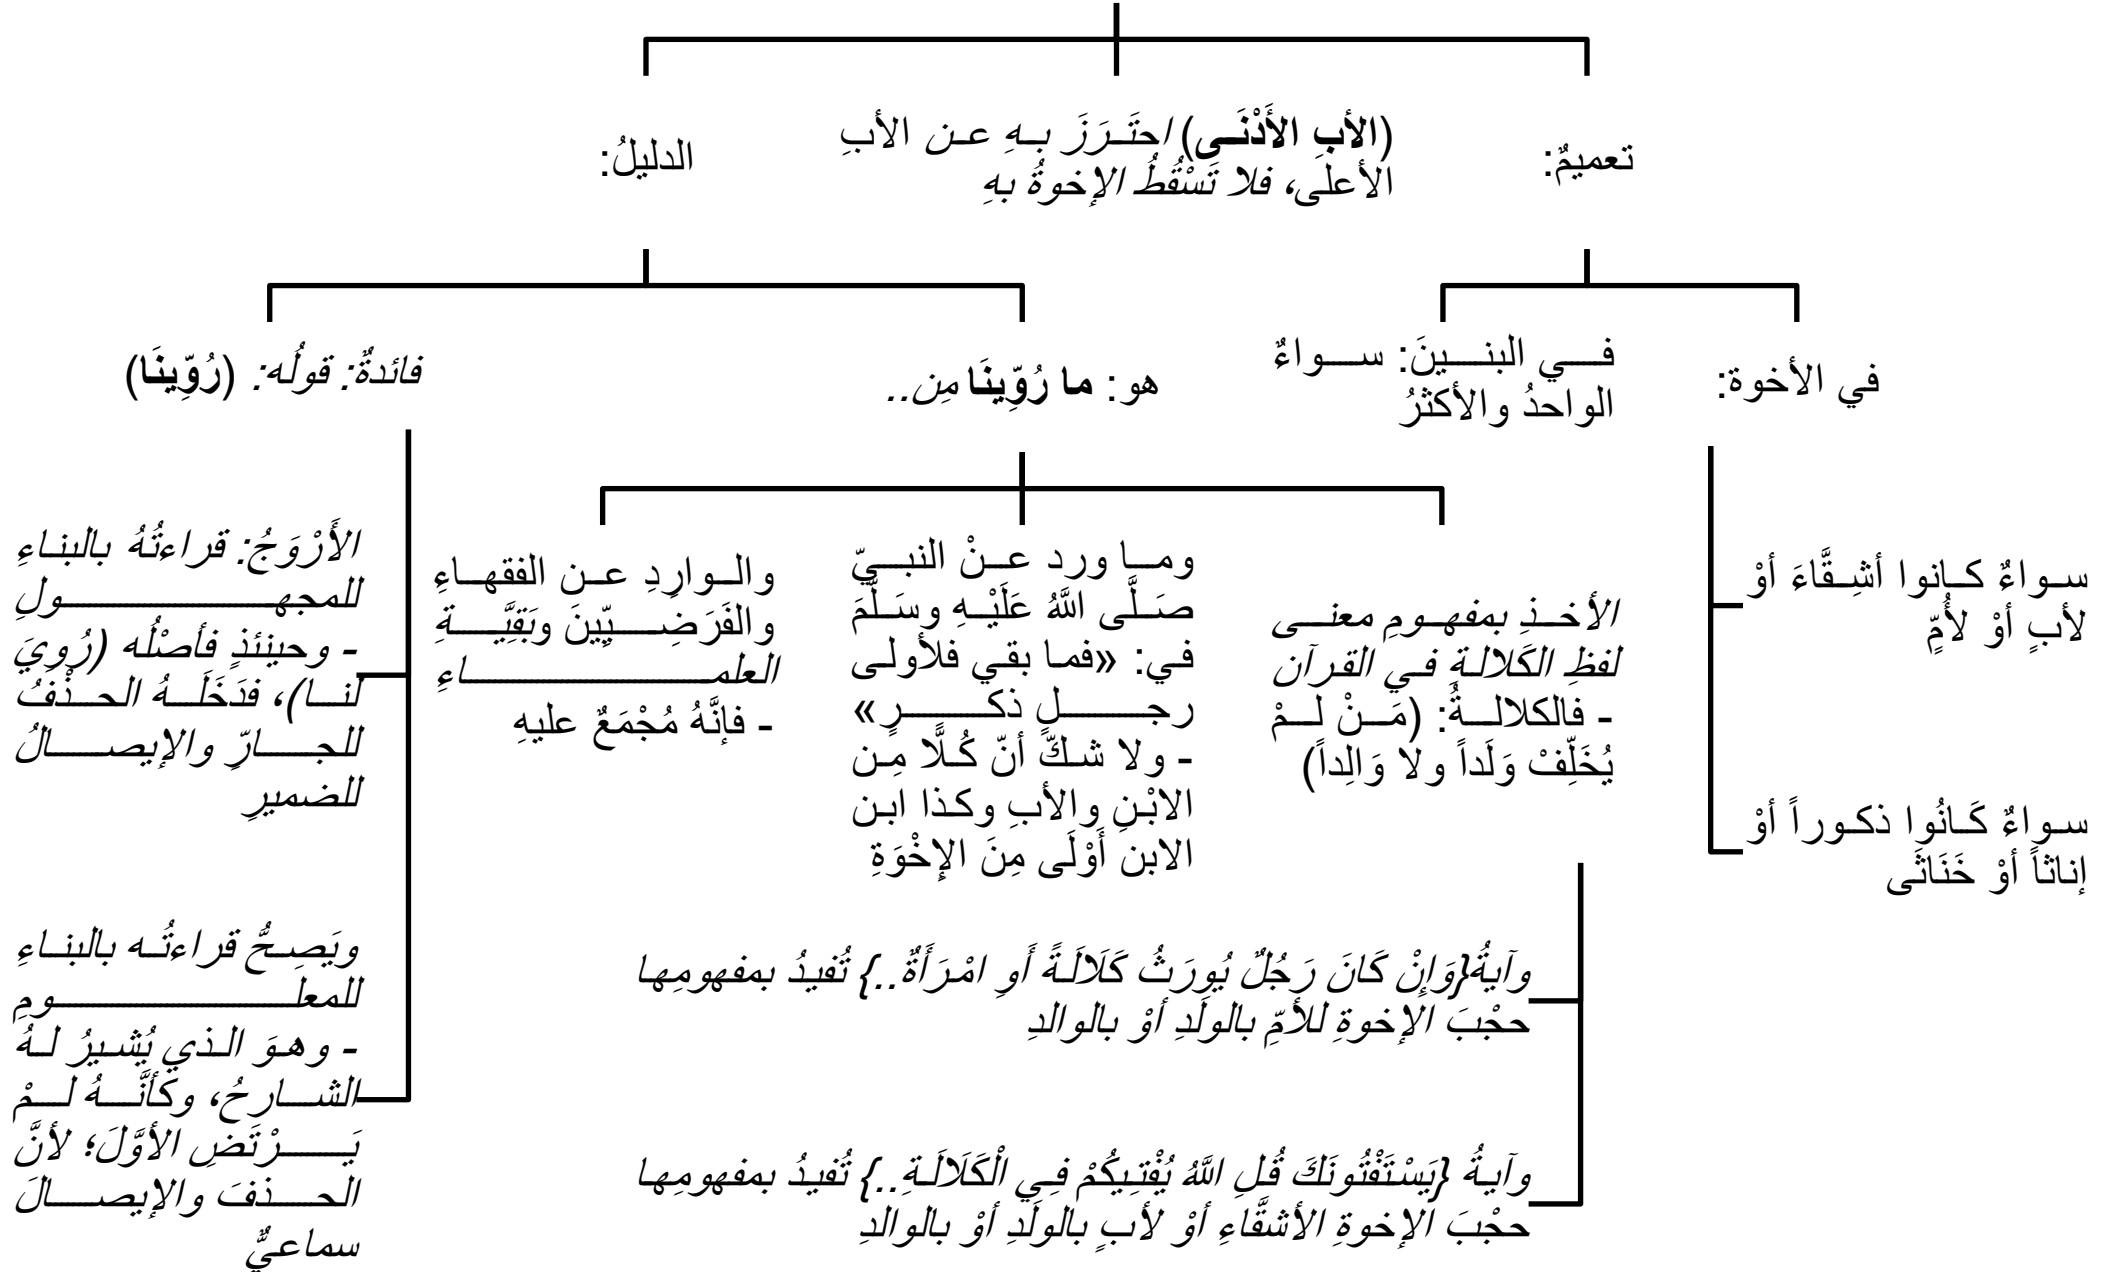 تعميمٌ:
(الأبِ الأَدْنَى) احتَرَزَ بهِ عن الأبِ
الأعلى، فلا تَسْقُطُ الإخوةُ بهِ
الدليلُ:
في الأخوة:
في البنينَ: سواءٌ
الواحدُ والأكثرُ
هو: ما رُوِّينَا مِن..
فائدةٌ: قولُه: (رُوِّينَا)
سواءٌ كانوا أشِقَّاءَ أوْ
لأبٍ أوْ لأُمٍّ
سواءٌ كَانُوا ذكوراً أوْ
إناثاً أوْ خَنَاثَى
الأخذِ بمفهومِ معنى
لفظِ الكَلالةِ في القرآن
- فالكلالةُ: (مَنْ لمْ
يُخَلِّفْ وَلَداً ولا وَالِداً)
وآيةُ{وَإِنْ كَانَ رَجُلٌ يُورَثُ كَلَالَةً أَوِ امْرَأَةٌ..} تُفيدُ بمفهومِها
حجْبَ الإخوةِ للأمِّ بالولَدِ أوْ بالوالدِ
وآيةُ {يَسْتَفْتُونَكَ قُلِ اللَّهُ يُفْتِيكُمْ فِي الْكَلَالَةِ..} تُفيدُ بمفهومِها
حجْبَ الإخوةِ الأشقَّاءِ أوْ لأبٍ بالولَدِ أوْ بالوالدِ
وما ورد عنْ النبيّ
صَلَّى اللَّهُ عَلَيْهِ وسَلَّمَ
في: «فما بقي فلأولى
رجلٍ ذكرٍ»
- ولا شكّ أنّ كُلًّا مِن
الابْنِ والأبِ وكذا ابن
الابن أَوْلَى مِنَ الإِخْوَةِ
والوارِدِ عن الفقهاءِ
والفَرَضِيِّينَ وبَقِيَّةِ
العلماءِ
- فإنَّهُ مُجْمَعٌ عليهِ
الأَرْوَجُ: قراءتُهُ بالبناءِ
للمجهولِ
- وحينئذٍ فأصْلُه (رُوِيَ
لنا)، فدَخَلَهُ الحذْفُ
للجارِّ والإيصالُ
للضميرِ
ويَصِحُّ قراءتُه بالبناءِ
للمعلومِ
- وهوَ الذي يُشيرُ لهُ
الشارحُ، وكأنَّهُ لمْ
يَرْتَضِ الأوَّلَ؛ لأنَّ
الحذفَ والإيصالَ
سماعيٌّ